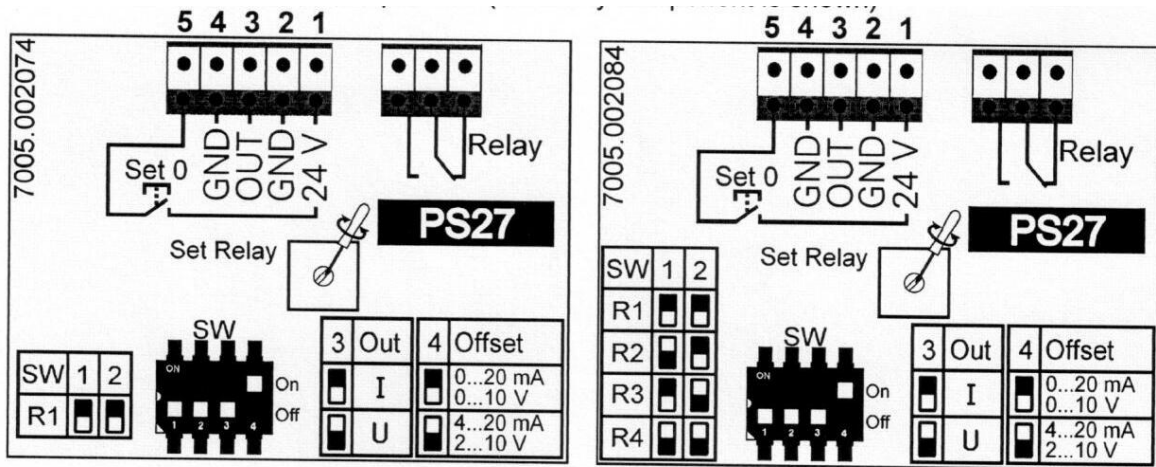 5 4 3 2 1
7005.002074
Set 0
GND
OUT
GND
24 V
Relay
PS27
Set Relay
SW
ON
On
Off
1 2 3 4
SW 1 2
R1
3 Out 4 Offset
I 0...20 mA
0...10 V
U 4...20 mA
2...10 V
5 4 3 2 1
7005.002084
Set 0
GND
OUT
GND
24 V
Relay
PS27
Set Relay
SW 1 2
R1
R2
R3
R4
SW
ON
On
Off
1 2 3 4
3 Out 4 Offset
I 0...20 mA
0...10 V
U 4...20 mA
2...10 V